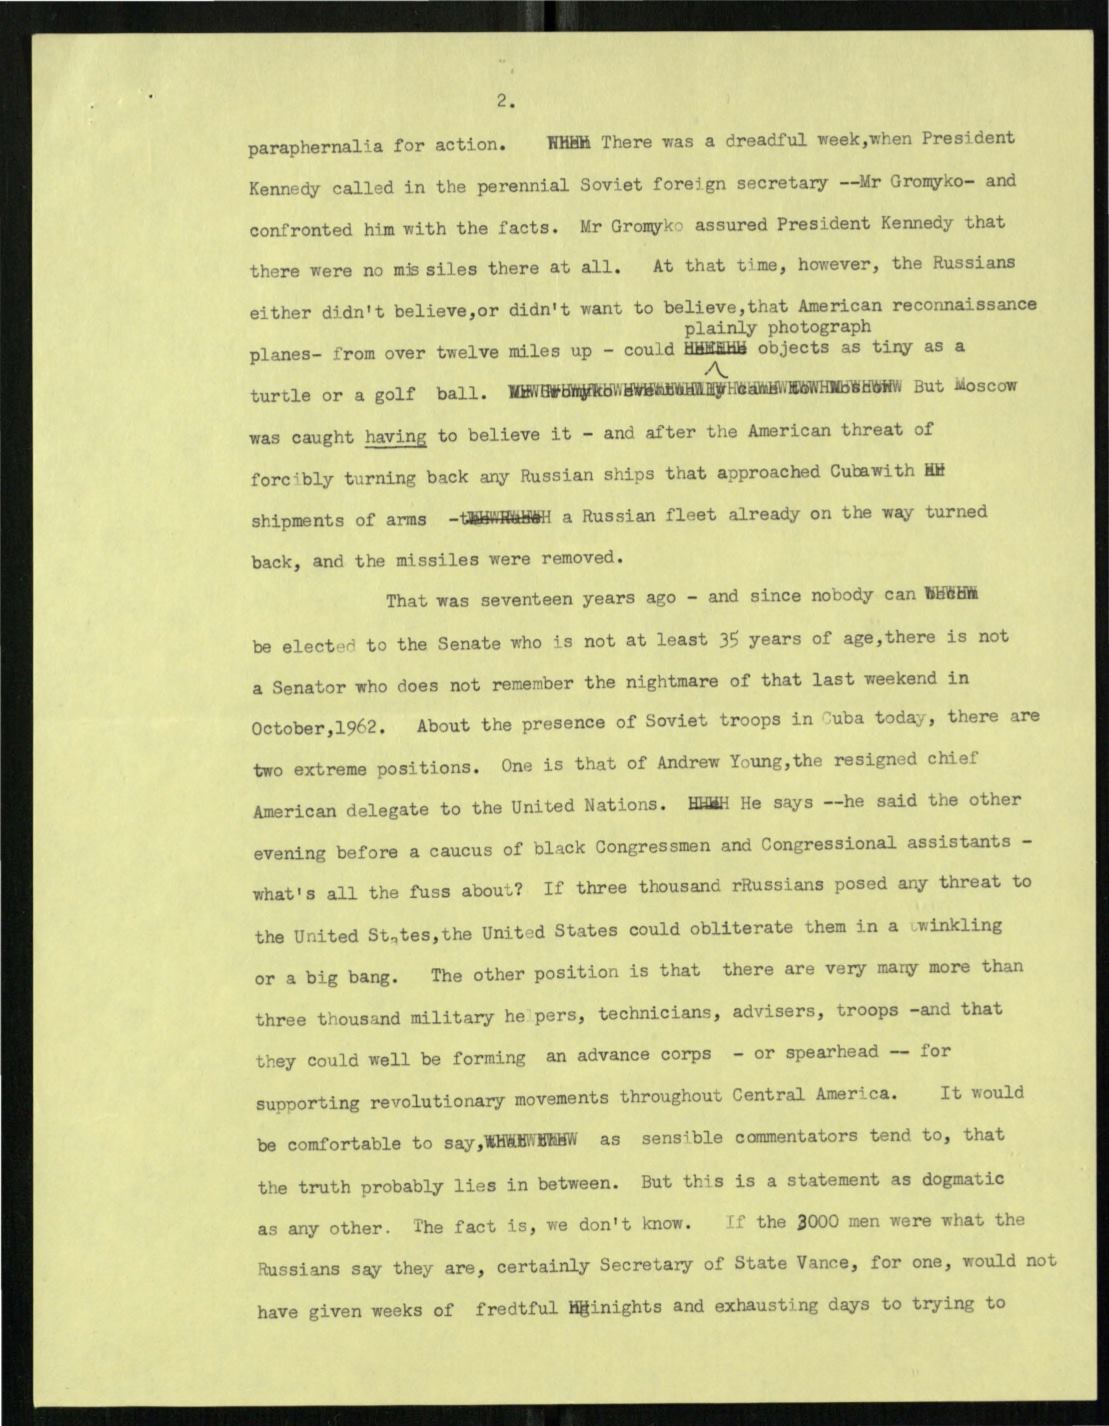 2.
paraphernalia for action. There was a dreadful week,when President
Kennedy called in the perennial Soviet foreign secretary --Mr Gromyko- and
confronted him with the facts. Mr Gromyko assured President Kennedy that
there were no mis siles there at all. At that time, however, the Russians
either didn't believe,or didn't want to believe,that American reconnaissance
plainly photograph
planes- from over twelve miles up - could objects as tiny as a
turtle or a golf ball. But Moscow
was caught having to believe it - and after the American threat of
forcibly turning back any Russian ships that approached Cubawith
shipments of arms - a Russian fleet already on the way turned
back, and the missiles were removed.
That was seventeen years ago - and since nobody can
be elected to the Senate who is not at least 35 years of age,there is not
a Senator who does not remember the nightmare of that last weekend in
October,1962. About the presence of Soviet troops in Cuba today, there are
two extreme positions. One is that of Andrew Young,the resigned chief
American delegate to the United Nations. He says --he said the other
evening before a caucus of black Congressmen and Congressional assistants -
what's all the fuss about? If three thousand rRussians posed any threat to
the United States,the United States could obliterate them in a twinkling
or a big bang. The other position is that there are very many more than
three thousand military helpers, technicians, advisers, troops -and that
they could well be forming an advance corps - or spearhead -- for
supporting revolutionary movements throughout Central America. It would
be comfortable to say, as sensible commentators tend to, that
the truth probably lies in between. But this is a statement as dogmatic
as any other. The fact is, we don't know. If the 3000 men were what the
Russians say they are, certainly Secretary of State Vance, for one, would not
have given weeks of fredtful inights and exhausting days to trying to